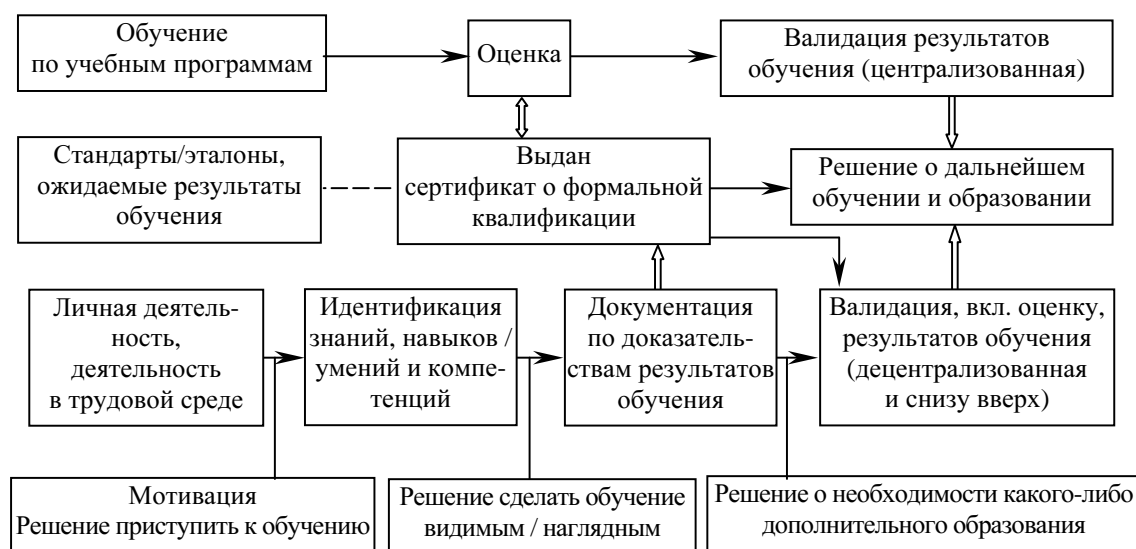 Обучение
по учебным программам
Оценка
Валидация результатов
обучения (централизованная)
Стандарты/эталоны,
ожидаемые результаты
обучения
Выдан
сертификат о формальной
квалификации
Решение о дальнейшем
обучении и образовании
Личная деятель-
ность,
деятельность
в трудовой среде
Идентификация
знаний, навыков /
умений и компе-
тенций
Документация
по доказатель-
ствам результатов
обучения
Валидация, вкл. оценку,
результатов обучения
(децентрализованная
и снизу вверх)
Мотивация
Решение приступить к обучению
Решение сделать обучение
видимым / наглядным
Решение о необходимости какого-либо
дополнительного образования